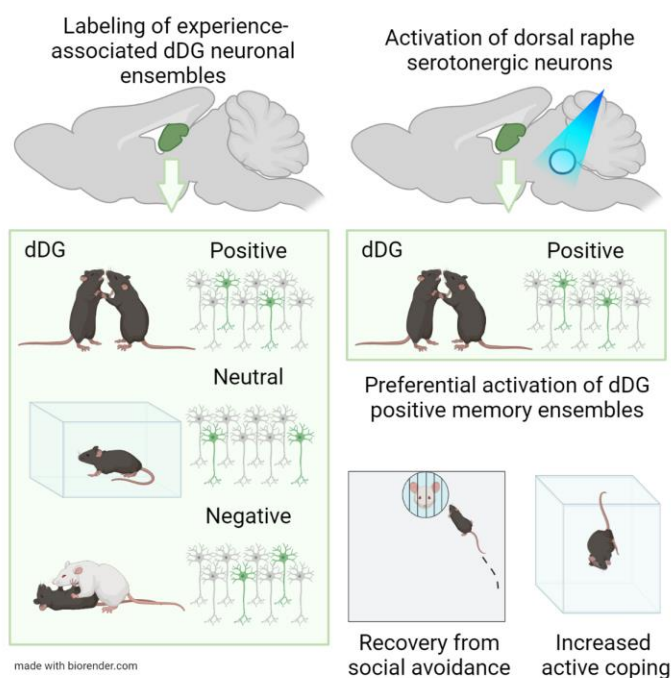 Labeling of experience-
associated dDG neuronal
ensembles
dDG
Positive
Neutral
Negative
made with biorender.com
Activation of dorsal raphe
serotonergic neurons
dDG
Positive
Preferential activation of dDG
positive memory ensembles
Recovery from
social avoidance
Increased
active coping